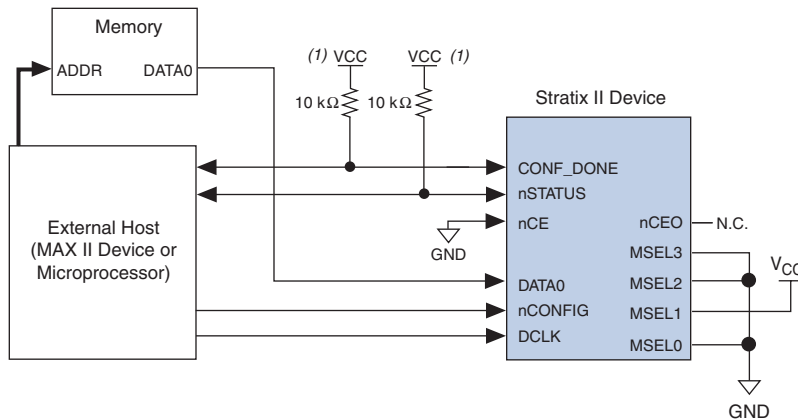 Memory
ADDR
DATA0
(1) VCC
VCC (1)
10 kΩ
10 kΩ
Stratix II Device
External Host
(MAX II Device or
Microprocessor)
CONF_DONE
nSTATUS
nCE
GND
DATA0
nCONFIG
DCLK
nCEO
N.C.
MSEL3
MSEL2
MSEL1
MSEL0
GND